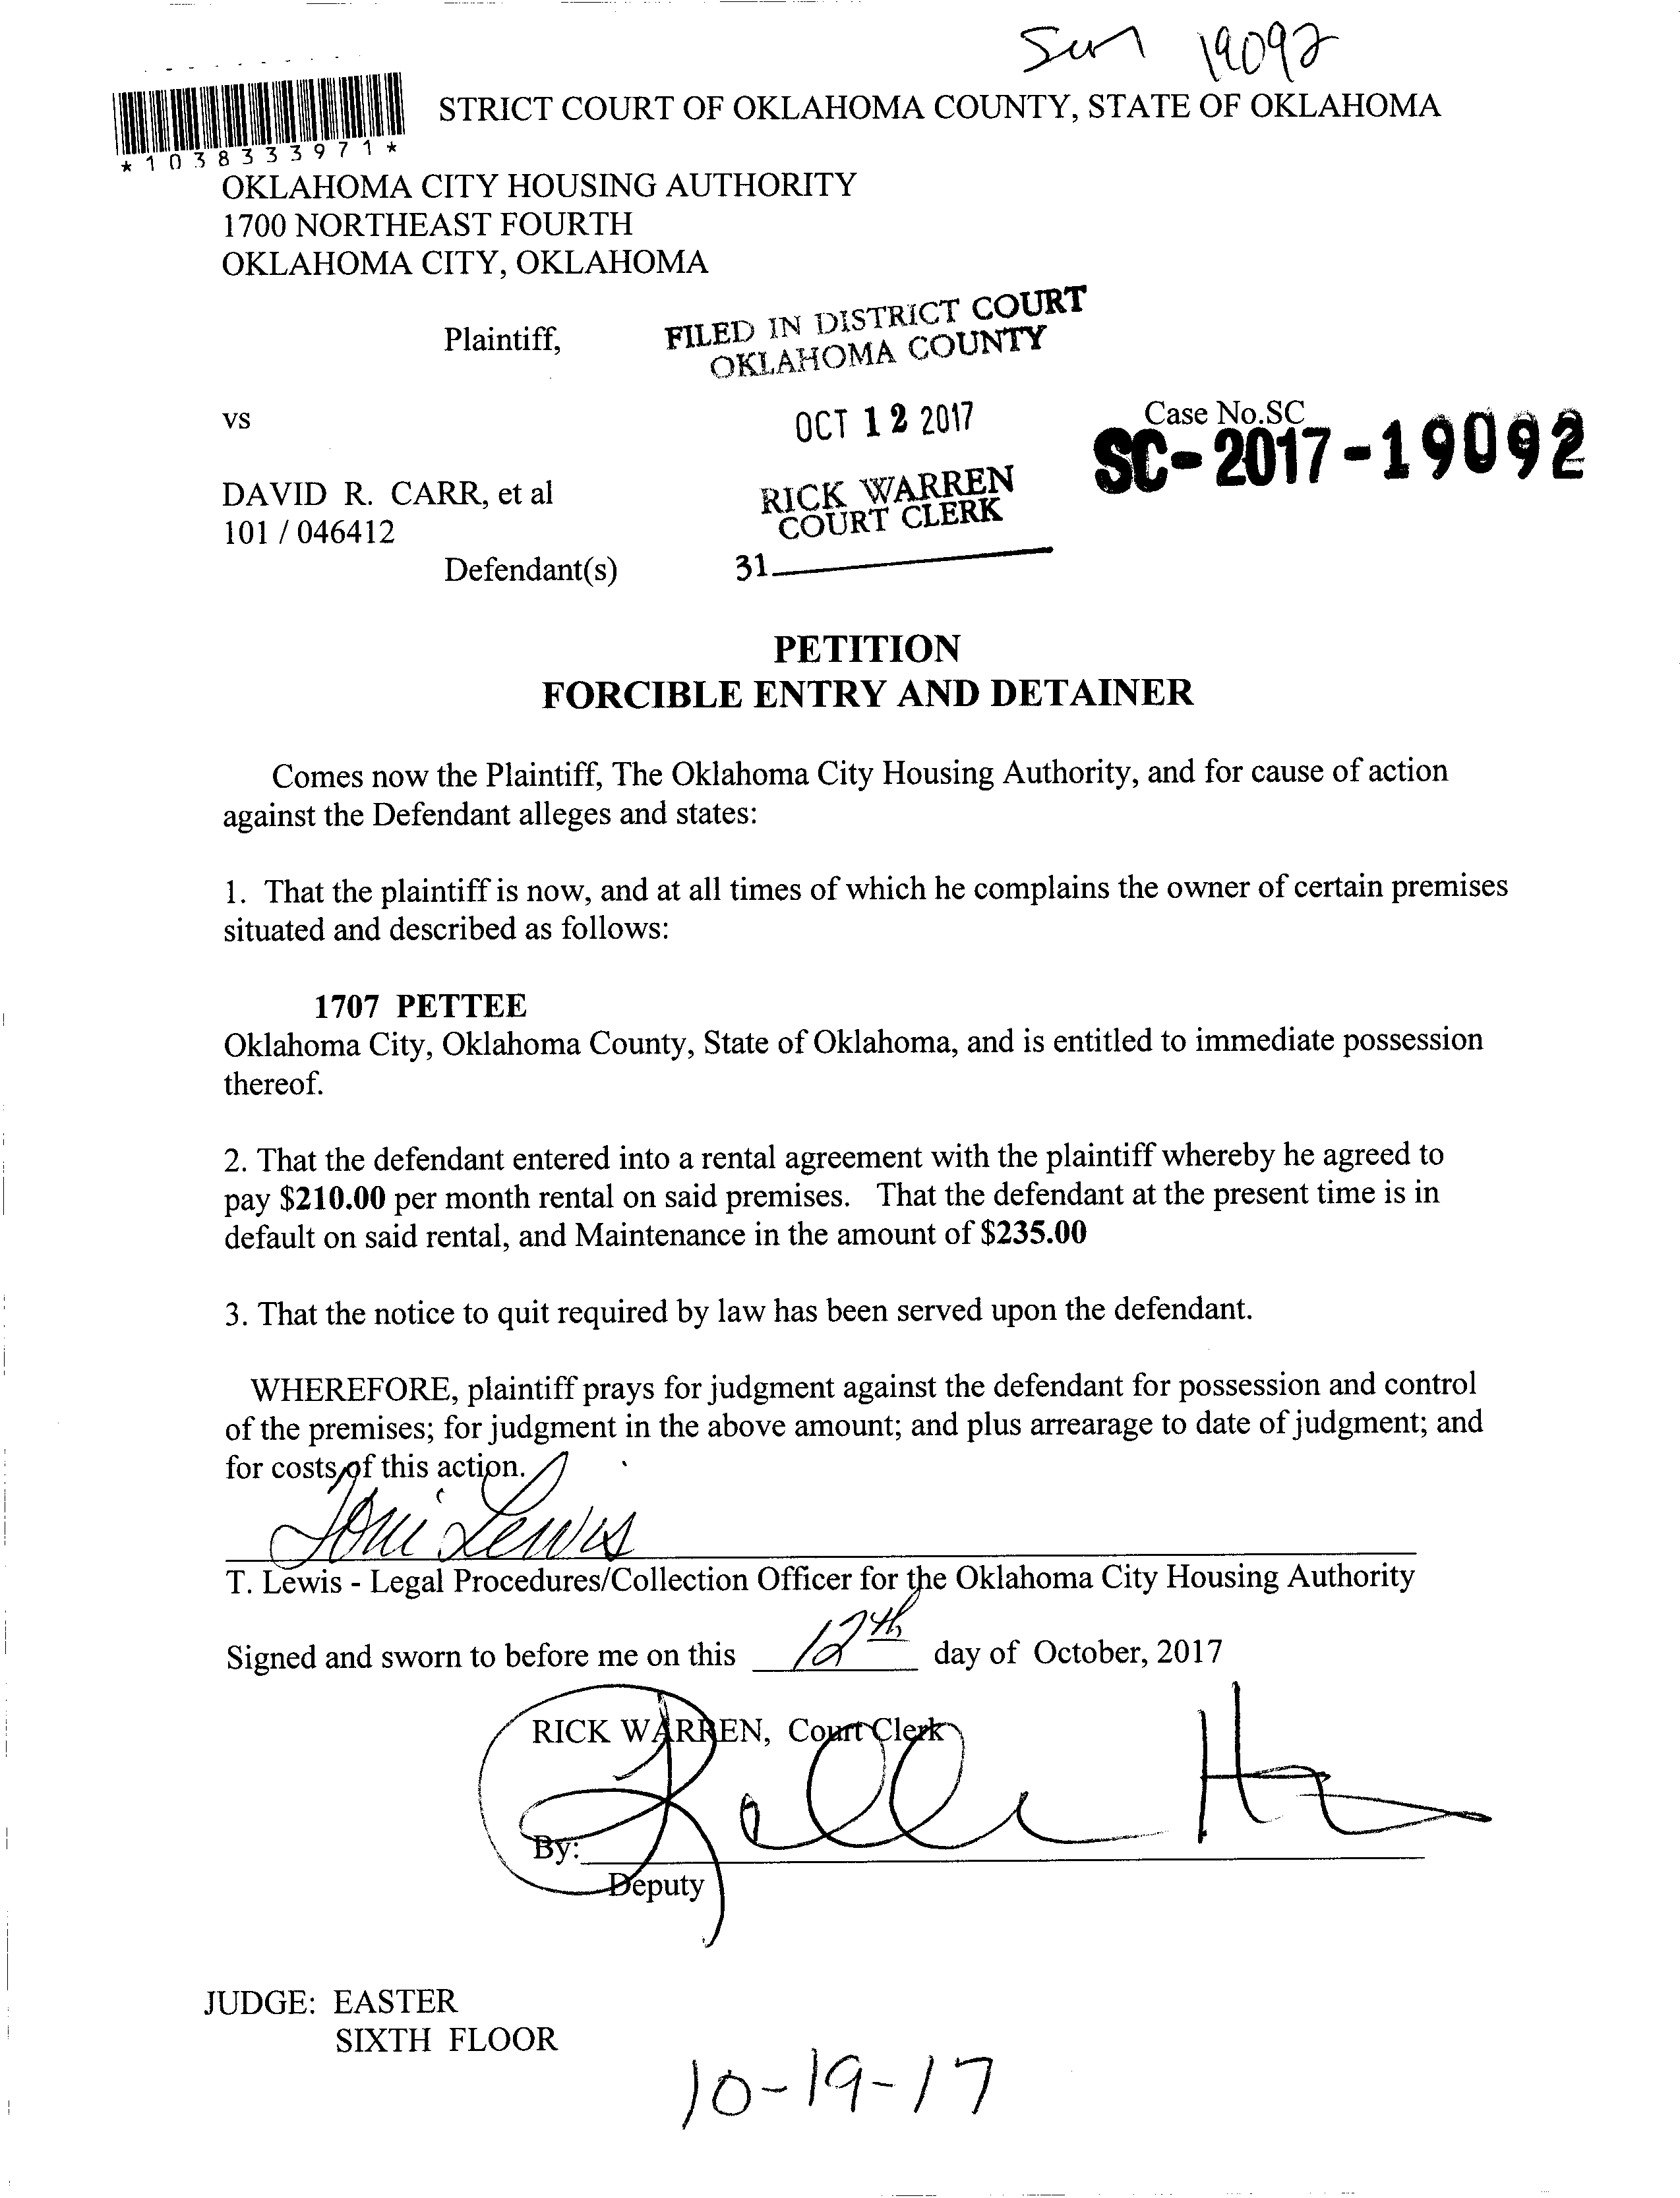 19092
STRICT COURT OF OKLAHOMA COUNTY, STATE OF OKLAHOMA
*1038333971*
OKLAHOMA CITY HOUSING AUTHORITY
1700 NORTHEAST FOURTH
OKLAHOMA CITY, OKLAHOMA
Plaintiff,
FILED IN DISTRICT COURT
OKLAHOMA COUNTY
vs
OCT 12 2017
Case No.SC
SC-2017-19092
DAVID R. CARR, et al
101 / 046412
RICK WARREN
COURT CLERK
Defendant(s)
31
PETITION
FORCIBLE ENTRY AND DETAINER
Comes now the Plaintiff, The Oklahoma City Housing Authority, and for cause of action
against the Defendant alleges and states:
1. That the plaintiff is now, and at all times of which he complains the owner of certain premises
situated and described as follows:
1707 PETTEE
Oklahoma City, Oklahoma County, State of Oklahoma, and is entitled to immediate possession
thereof.
2. That the defendant entered into a rental agreement with the plaintiff whereby he agreed to
pay $210.00 per month rental on said premises. That the defendant at the present time is in
default on said rental, and Maintenance in the amount of $235.00
3. That the notice to quit required by law has been served upon the defendant.
WHEREFORE, plaintiff prays for judgment against the defendant for possession and control
of the premises; for judgment in the above amount; and plus arrearage to date of judgment; and
for costs of this action.
Toni Lewis
T. Lewis - Legal Procedures/Collection Officer for the Oklahoma City Housing Authority
Signed and sworn to before me on this 12th day of October, 2017
RICK WARREN, Court Clerk
By:
Deputy
JUDGE: EASTER
SIXTH FLOOR
10-19-17